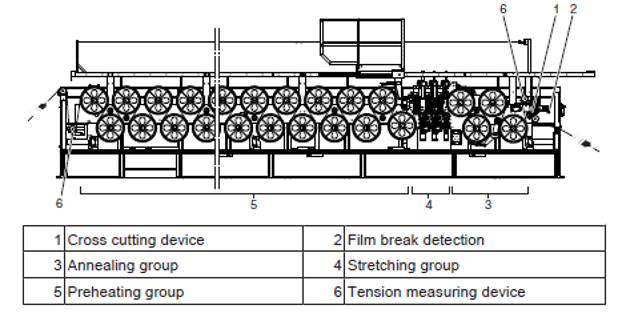 6 1 2
6 5 4 3
1 Cross cutting device 2 Film break detection
3 Annealing group 4 Stretching group
5 Preheating group 6 Tension measuring device